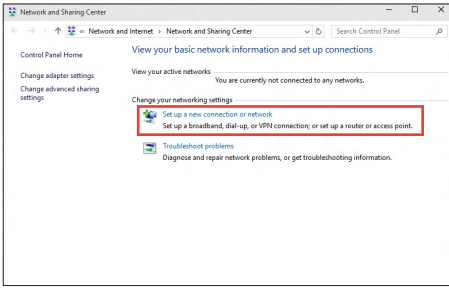 Network and Sharing Center
« Network and Internet › Network and Sharing Center
Search Control Panel
Control Panel Home
Change adapter settings
Change advanced sharing
settings
View your basic network information and set up connections
View your active networks
You are currently not connected to any networks.
Change your networking settings
Set up a new connection or network
Set up a broadband, dial-up, or VPN connection; or set up a router or access point.
Troubleshoot problems
Diagnose and repair network problems, or get troubleshooting information.